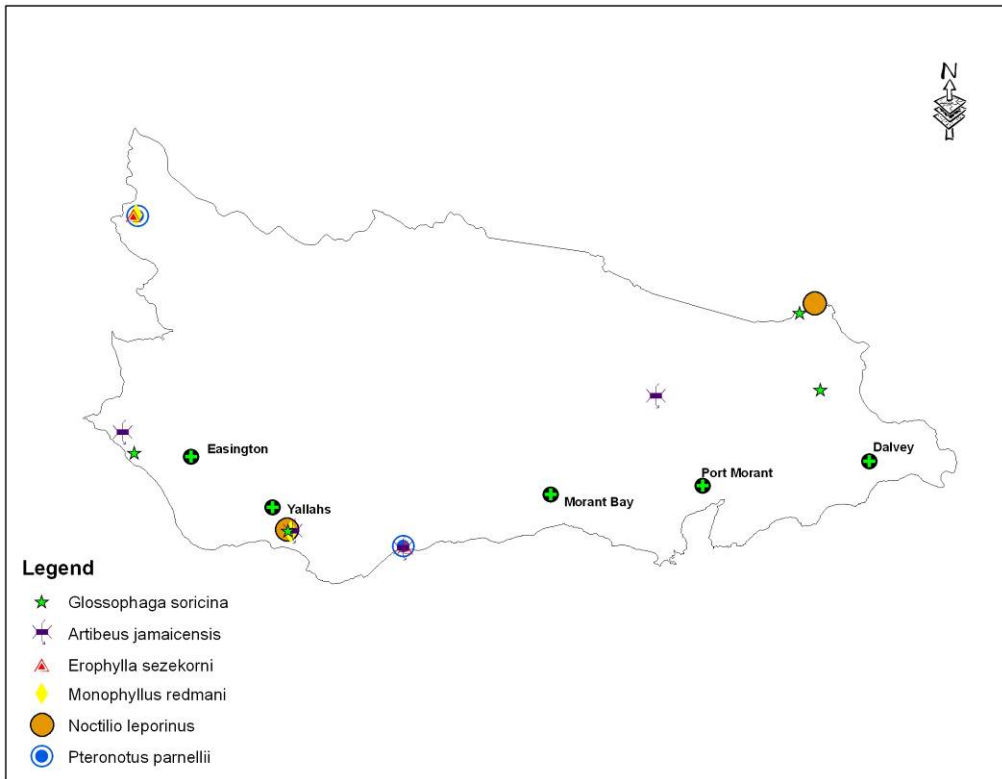 N
Easington
Yallahs
Morant Bay
Port Morant
Dalvey
Legend
Glossophaga soricina
Artibeus jamaicensis
Erophylla sezekorni
Monophyllus redmani
Noctilio leporinus
Pteronotus parnellii